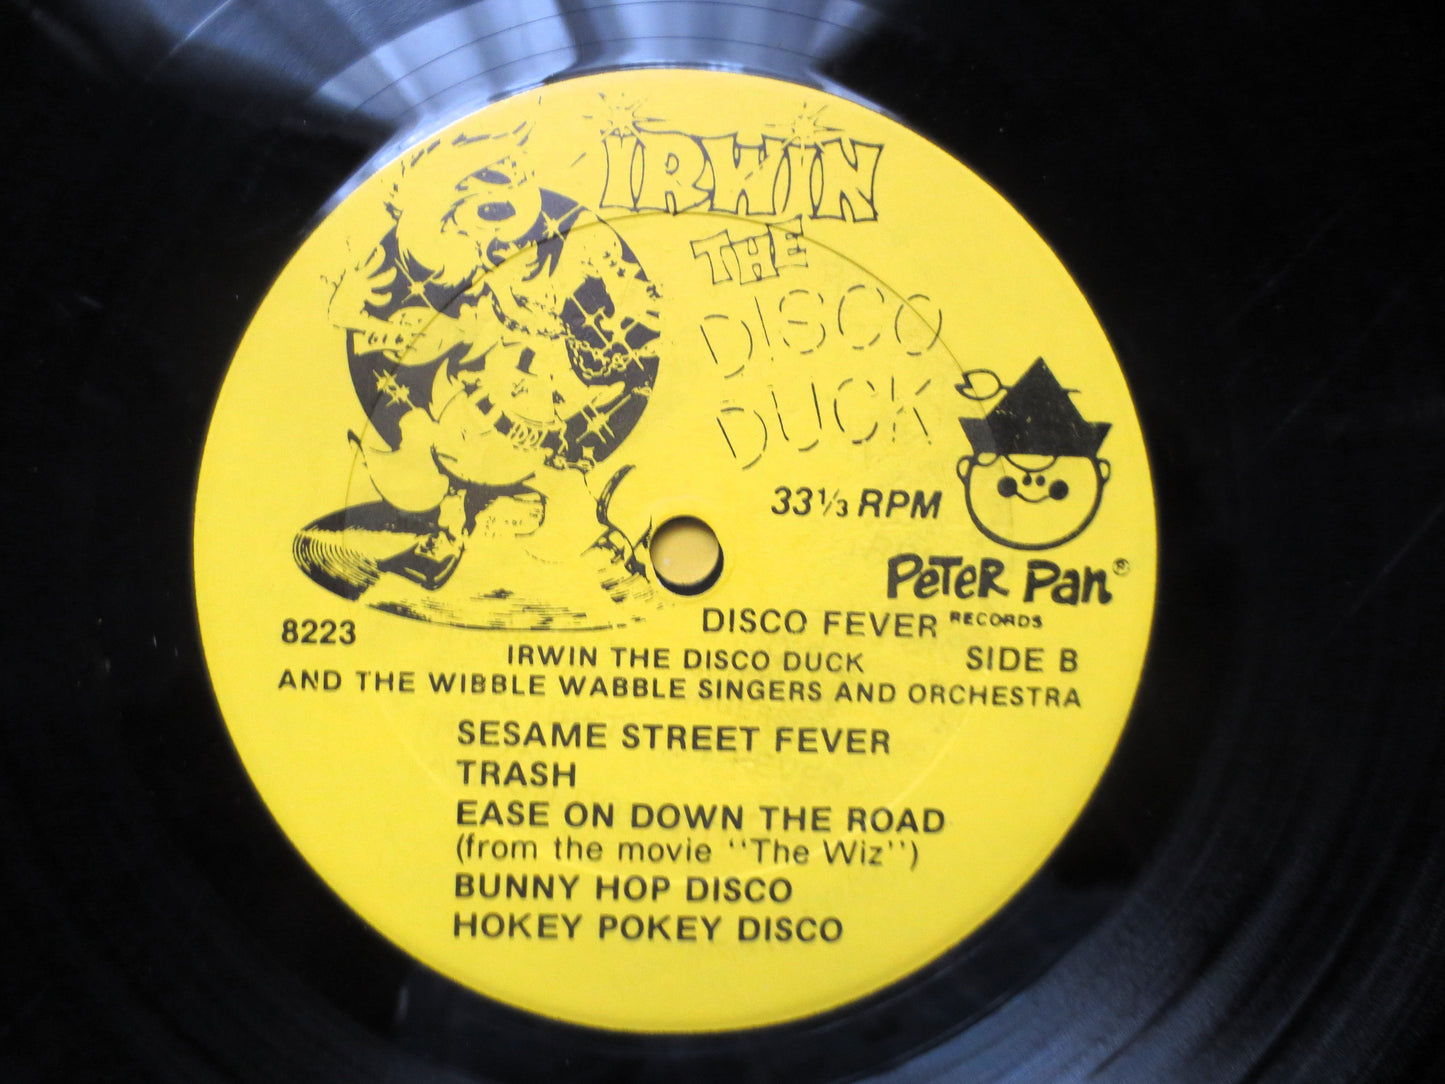 IRWIN
THE
DISCO
DUCK
33 1/3 RPM
PETER PAN®
RECORDS
8223
DISCO FEVER
IRWIN THE DISCO DUCK
SIDE B
AND THE WIBBLE WABBLE SINGERS AND ORCHESTRA
SESAME STREET FEVER
TRASH
EASE ON DOWN THE ROAD
(from the movie "The Wiz")
BUNNY HOP DISCO
HOKEY POKEY DISCO